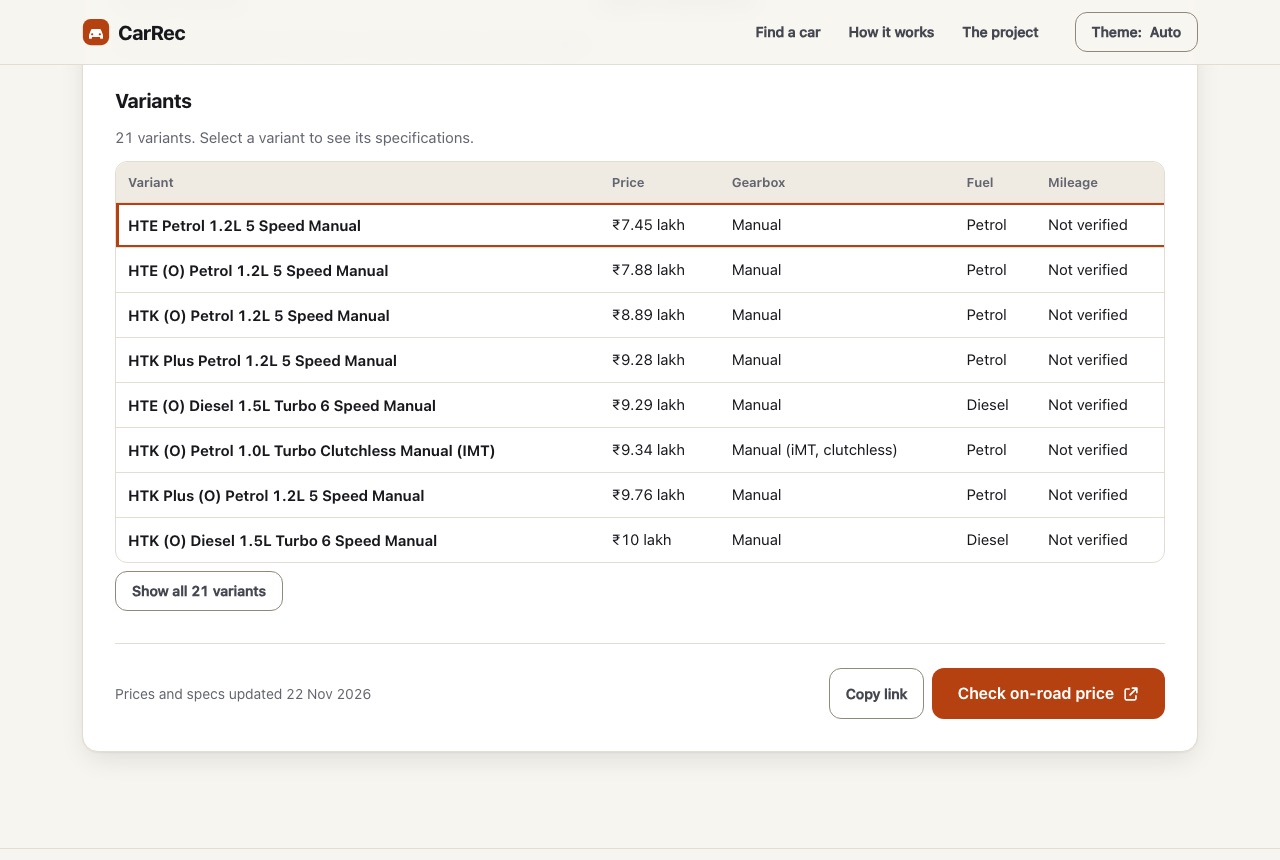 CarRec
Find a car
How it works
The project
Theme: Auto
Variants
21 variants. Select a variant to see its specifications.
Variant Price Gearbox Fuel Mileage
HTE Petrol 1.2L 5 Speed Manual ₹7.45 lakh Manual Petrol Not verified
HTE (O) Petrol 1.2L 5 Speed Manual ₹7.88 lakh Manual Petrol Not verified
HTK (O) Petrol 1.2L 5 Speed Manual ₹8.89 lakh Manual Petrol Not verified
HTK Plus Petrol 1.2L 5 Speed Manual ₹9.28 lakh Manual Petrol Not verified
HTE (O) Diesel 1.5L Turbo 6 Speed Manual ₹9.29 lakh Manual Diesel Not verified
HTK (O) Petrol 1.0L Turbo Clutchless Manual (IMT) ₹9.34 lakh Manual (iMT, clutchless) Petrol Not verified
HTK Plus (O) Petrol 1.2L 5 Speed Manual ₹9.76 lakh Manual Petrol Not verified
HTK (O) Diesel 1.5L Turbo 6 Speed Manual ₹10 lakh Manual Diesel Not verified
Show all 21 variants
Prices and specs updated 22 Nov 2026
Copy link
Check on-road price